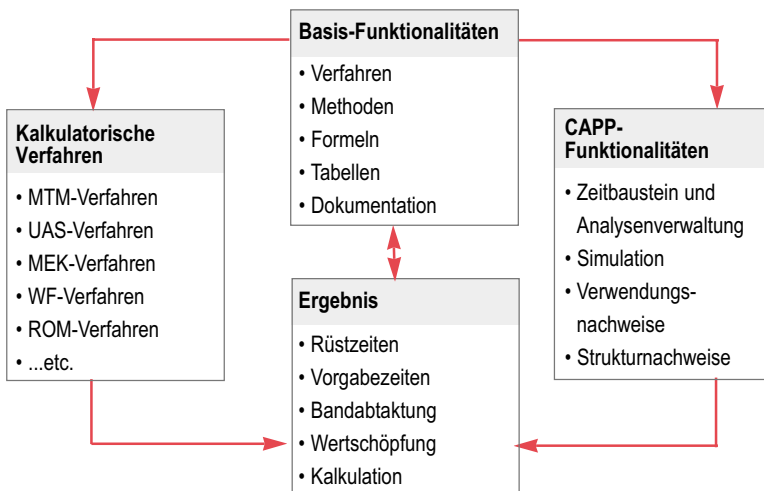 Basis-Funktionalitäten
• Verfahren
• Methoden
• Formeln
• Tabellen
• Dokumentation
Kalkulatorische
Verfahren
• MTM-Verfahren
• UAS-Verfahren
• MEK-Verfahren
• WF-Verfahren
• ROM-Verfahren
• ...etc.
CAPP-
Funktionalitäten
• Zeitbaustein und
Analysenverwaltung
• Simulation
• Verwendungs-
nachweise
• Strukturnachweise
Ergebnis
• Rüstzeiten
• Vorgabezeiten
• Bandabtaktung
• Wertschöpfung
• Kalkulation